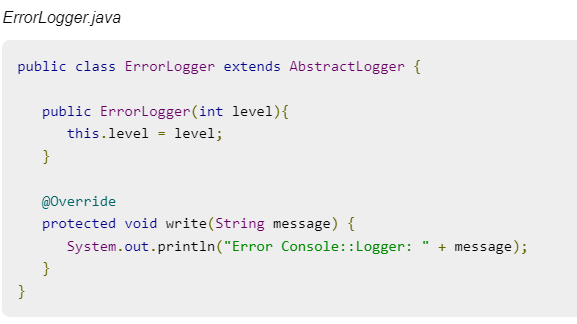 ErrorLogger.java
public class ErrorLogger extends AbstractLogger {
public ErrorLogger(int level){
this.level = level;
}
@Override
protected void write(String message) {
System.out.println("Error Console::Logger: " + message);
}
}